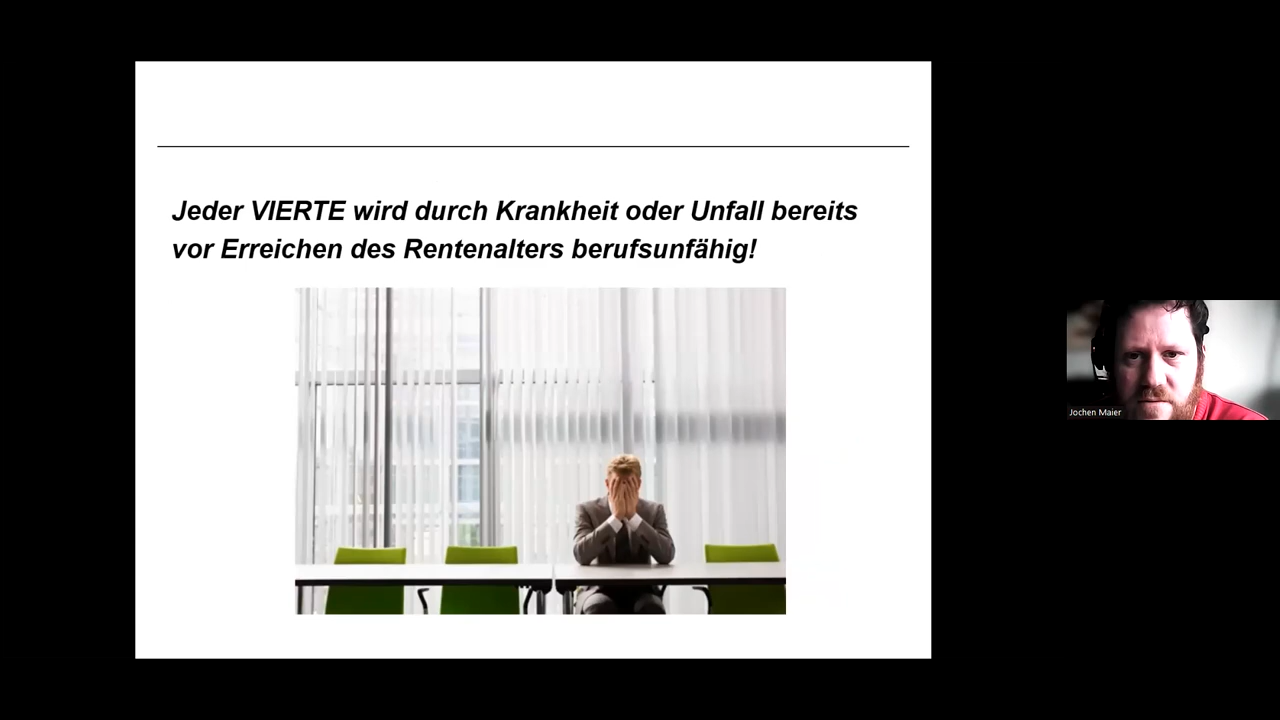 Jeder VIERTE wird durch Krankheit oder Unfall bereits
vor Erreichen des Rentenalters berufsunfähig!
Jochen Maier